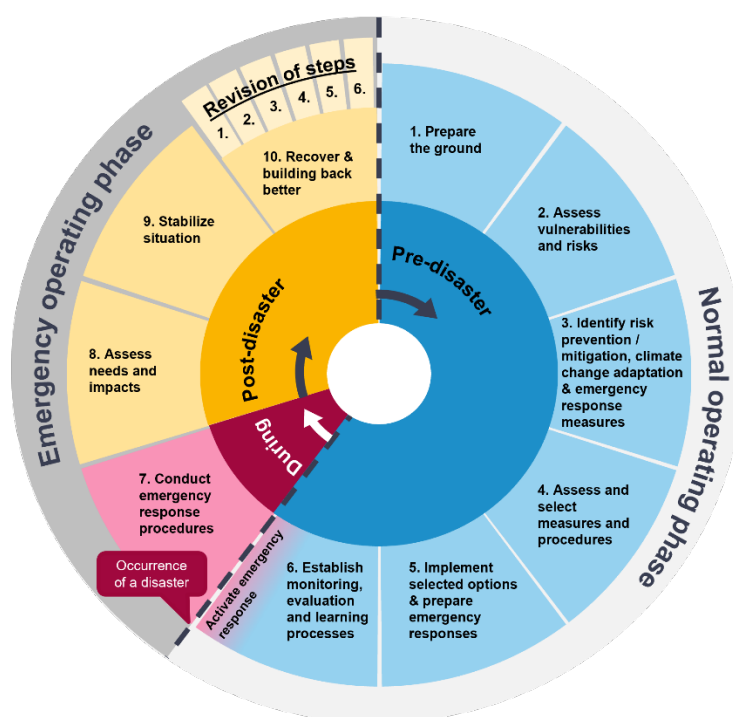 Normal operating phase
Emergency operating phase
Pre-disaster
During
Post-disaster
1. Prepare
the ground
2. Assess
vulnerabilities
and risks
3. Identify risk
prevention /
mitigation, climate
change adaptation
& emergency
response
measures
4. Assess and
select
measures and
procedures
5. Implement
selected options
& prepare
emergency
responses
6. Establish
monitoring,
evaluation
and learning
processes
Activate emergency
response
Occurrence
of a disaster
7. Conduct
emergency
response
procedures
8. Assess
needs and
impacts
9. Stabilize
situation
10. Recover &
building back
better
Revision of steps
1.
2.
3.
4.
5.
6.